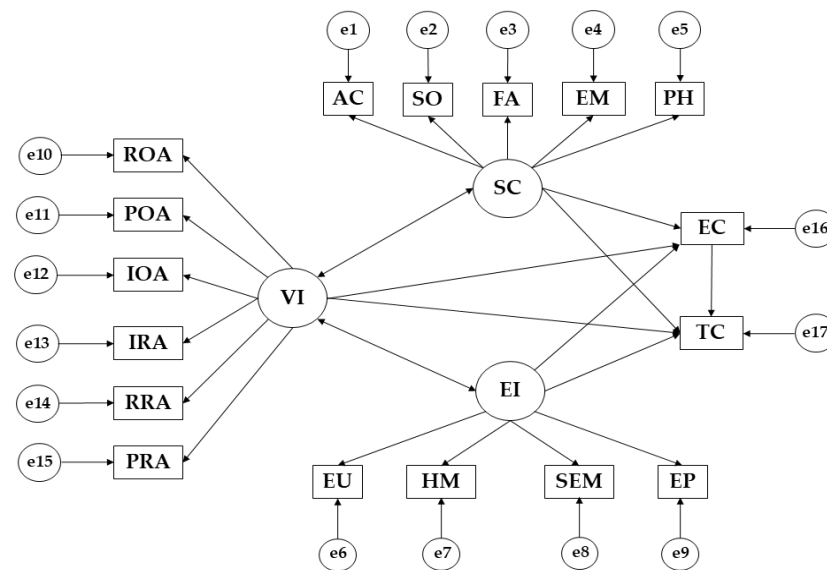 e1 e2 e3 e4 e5
AC SO FA EM PH
e10 ROA
SC
e11 POA
EC e16
e12 IOA
VI
e13 IRA
TC e17
EI
e14 RRA
e15 PRA
EU HM SEM EP
e6 e7 e8 e9